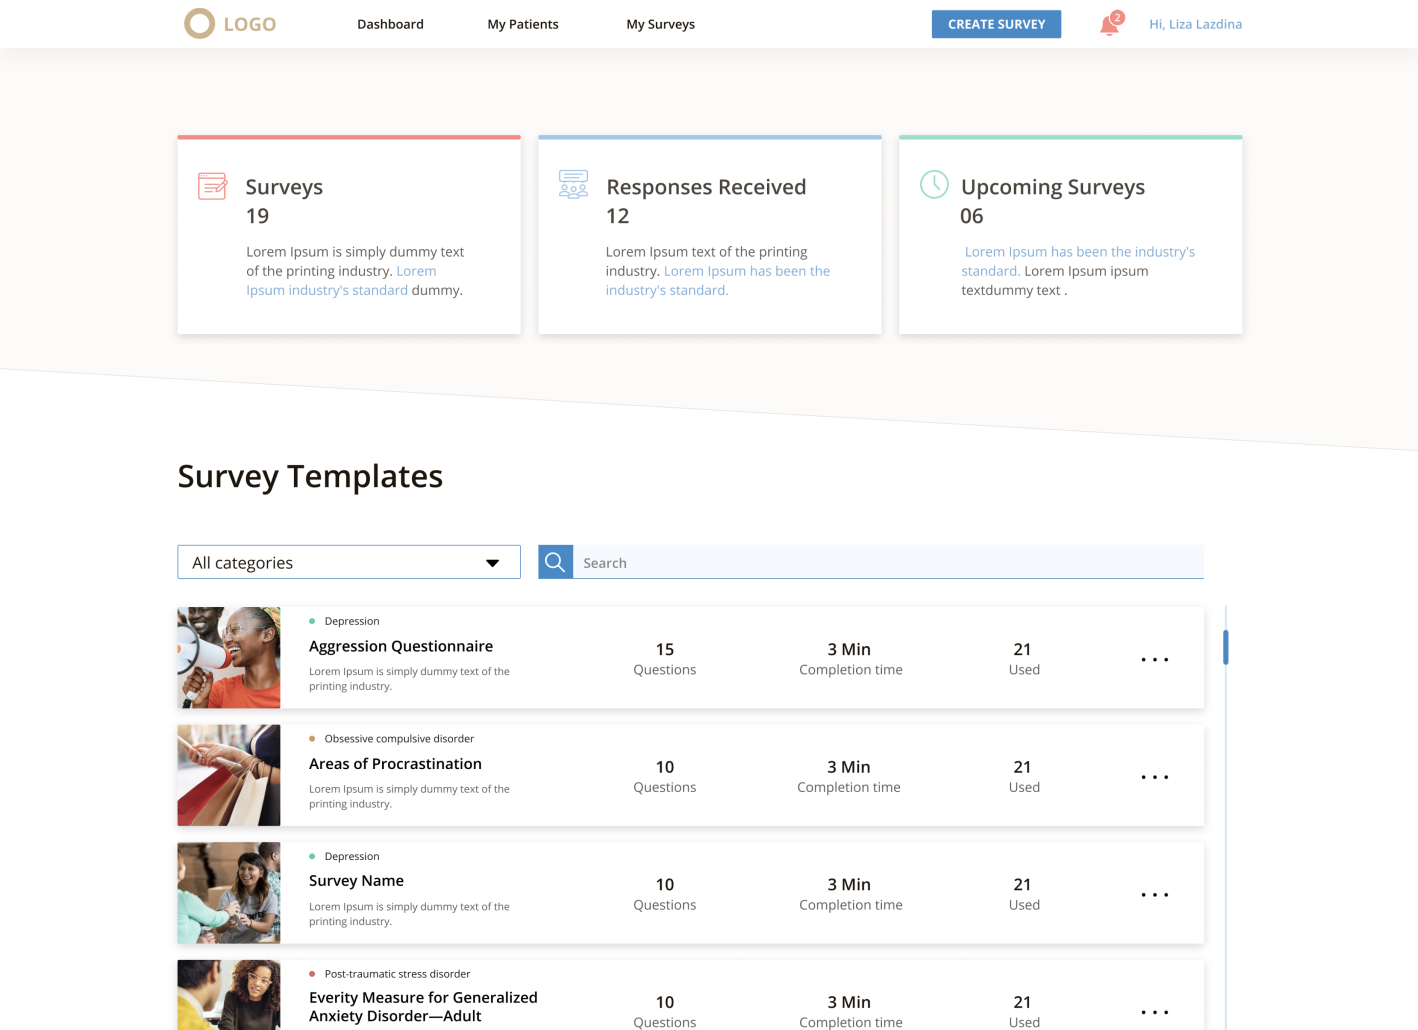 LOGO
Dashboard
My Patients
My Surveys
CREATE SURVEY
2
Hi, Liza Lazdina
Surveys
19
Lorem Ipsum is simply dummy text
of the printing industry. Lorem
Ipsum industry's standard dummy.
Responses Received
12
Lorem Ipsum text of the printing
industry. Lorem Ipsum has been the
industry's standard.
Upcoming Surveys
06
Lorem Ipsum has been the industry's
standard. Lorem Ipsum ipsum
textdummy text .
Survey Templates
All categories
Search
Depression
Aggression Questionnaire
Lorem Ipsum is simply dummy text of the
printing industry.
15
Questions
3 Min
Completion time
21
Used
Obsessive compulsive disorder
Areas of Procrastination
Lorem Ipsum is simply dummy text of the
printing industry.
10
Questions
3 Min
Completion time
21
Used
Depression
Survey Name
Lorem Ipsum is simply dummy text of the
printing industry.
10
Questions
3 Min
Completion time
21
Used
Post-traumatic stress disorder
Everity Measure for Generalized
Anxiety Disorder—Adult
10
Questions
3 Min
Completion time
21
Used